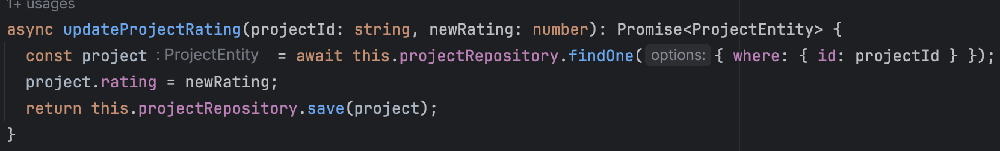 1+ usages
async updateProjectRating(projectId: string, newRating: number): Promise<ProjectEntity> {
const project : ProjectEntity = await this.projectRepository.findOne( options: { where: { id: projectId } });
project.rating = newRating;
return this.projectRepository.save(project);
}